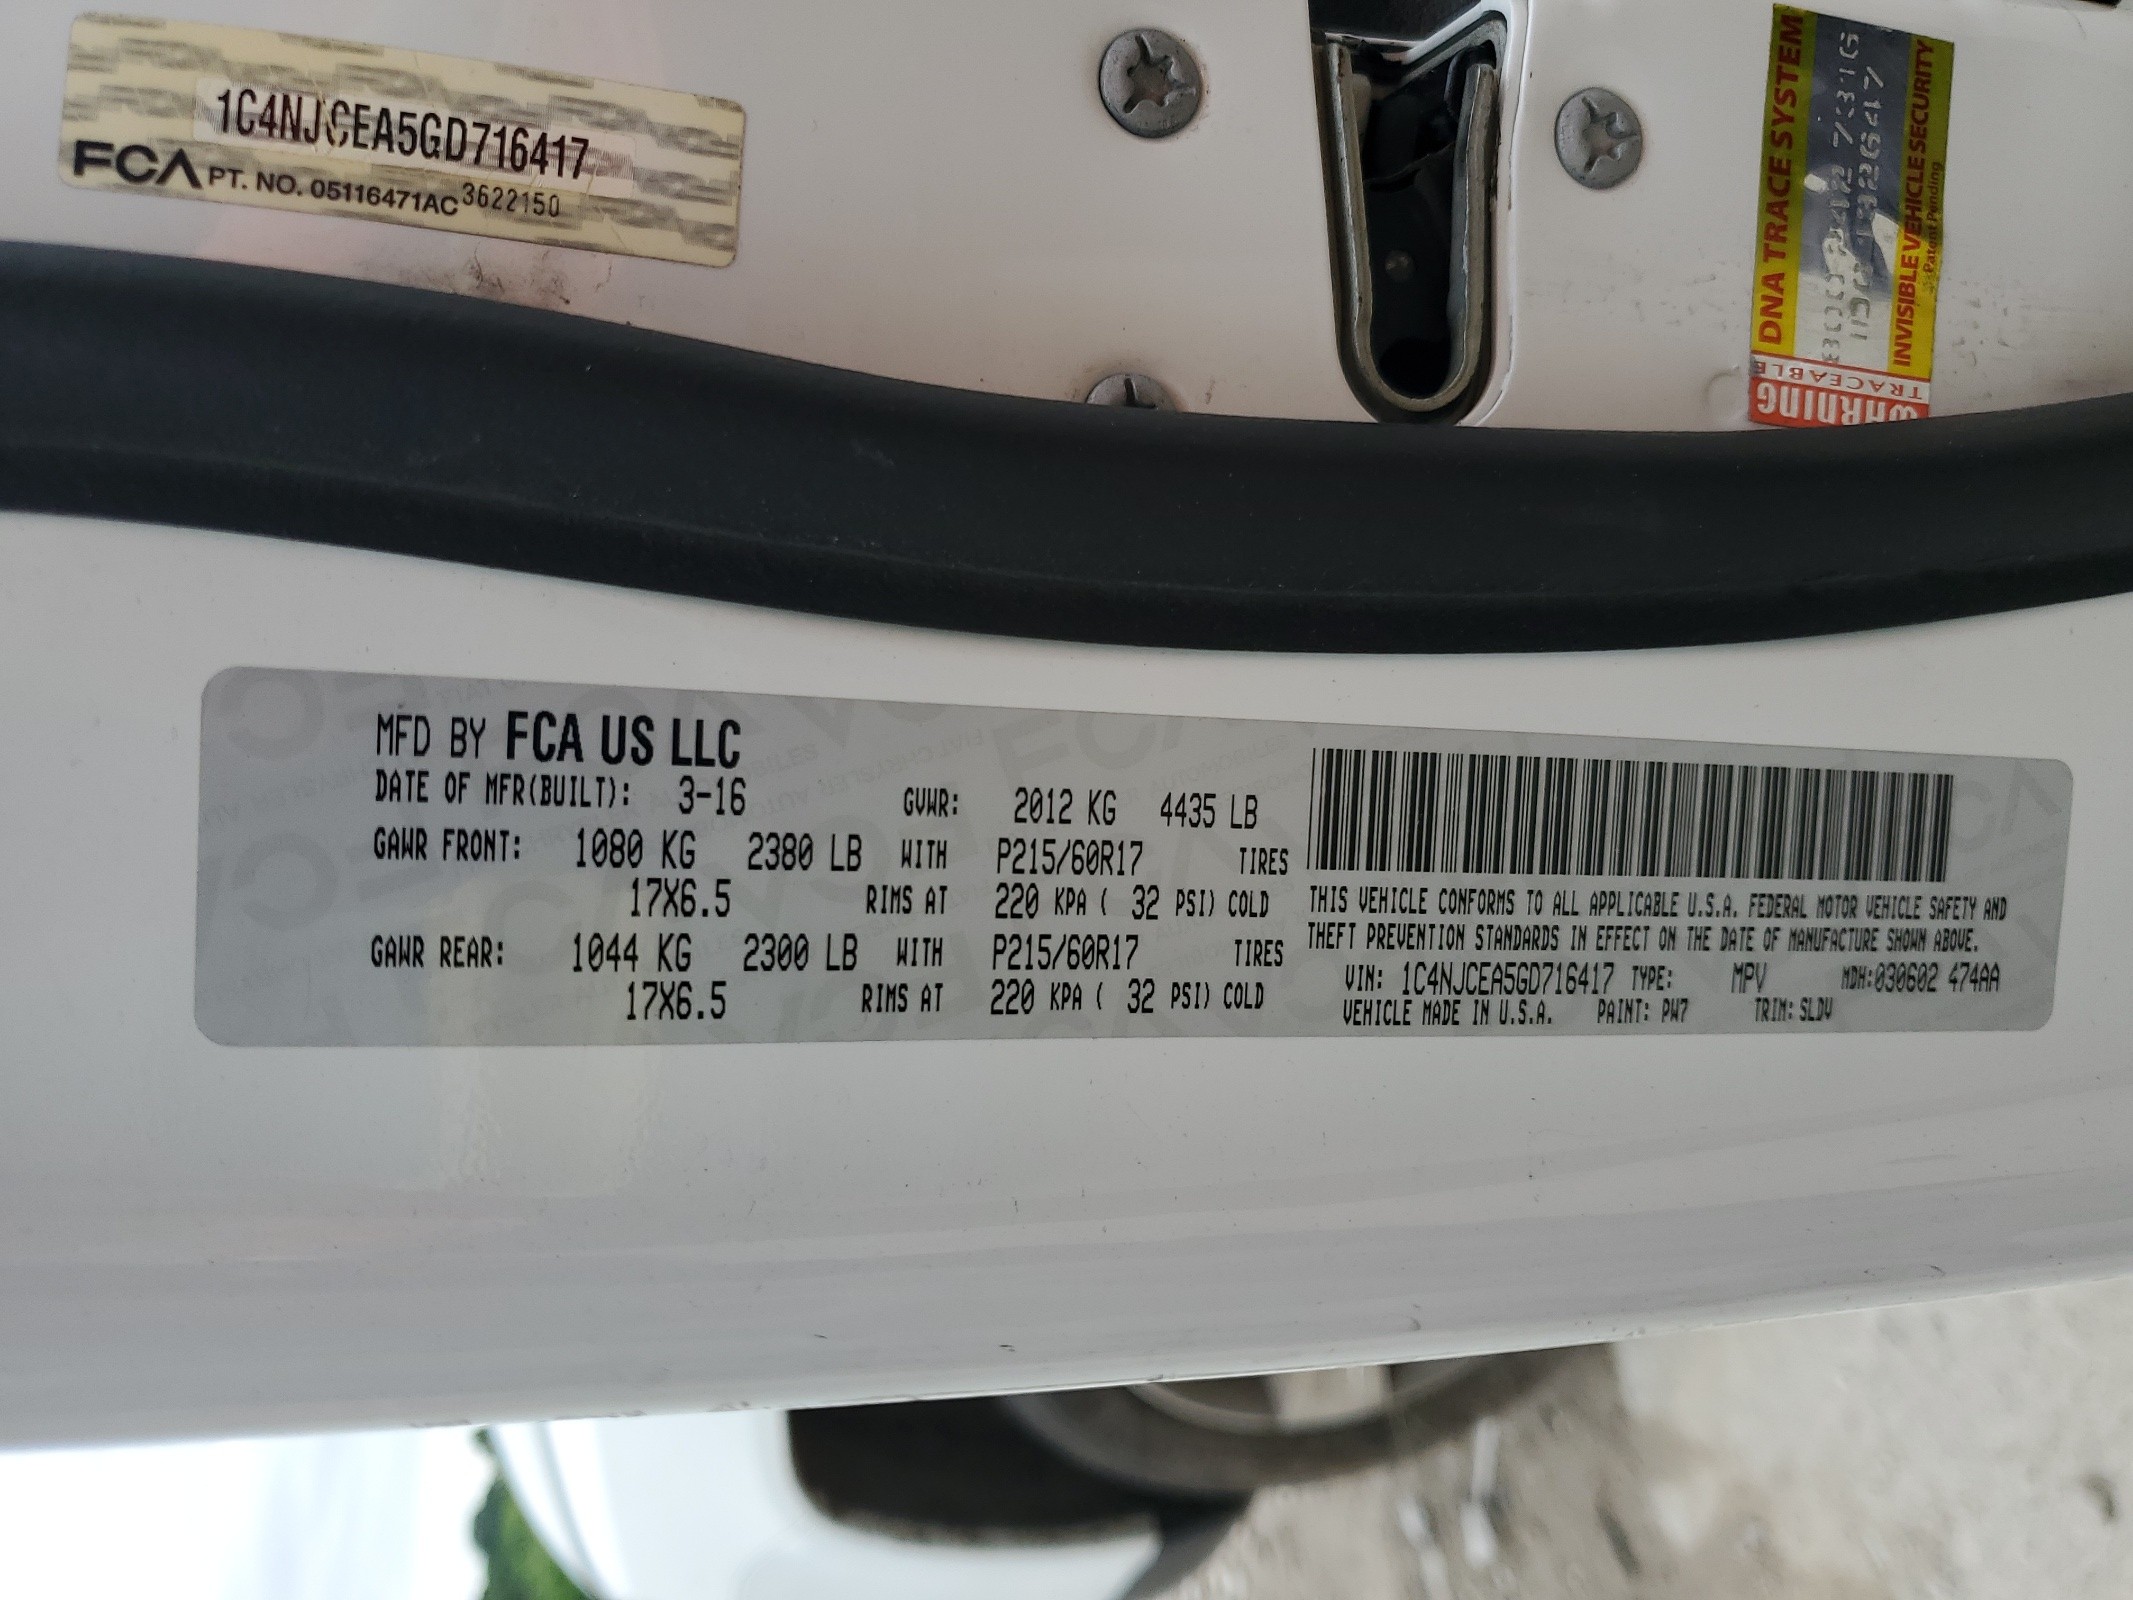 1C4NJCEA5GD716417
FCA PT. NO. 05116471AC 3622150
DNA TRACE SYSTEM
INVISIBLE VEHICLE SECURITY
Patent Pending
TRACEABLE
WARNING
MFD BY FCA US LLC
DATE OF MFR(BUILT): 3-16 GVWR: 2012 KG 4435 LB
GAWR FRONT: 1080 KG 2380 LB WITH P215/60R17 TIRES
17X6.5 RIMS AT 220 KPA ( 32 PSI) COLD
GAWR REAR: 1044 KG 2300 LB WITH P215/60R17 TIRES
17X6.5 RIMS AT 220 KPA ( 32 PSI) COLD
THIS VEHICLE CONFORMS TO ALL APPLICABLE U.S.A. FEDERAL MOTOR VEHICLE SAFETY AND
THEFT PREVENTION STANDARDS IN EFFECT ON THE DATE OF MANUFACTURE SHOWN ABOVE.
VIN: 1C4NJCEA5GD716417 TYPE: MPV MDH:030602 474AA
VEHICLE MADE IN U.S.A. PAINT: PW7 TRIM: SLDV